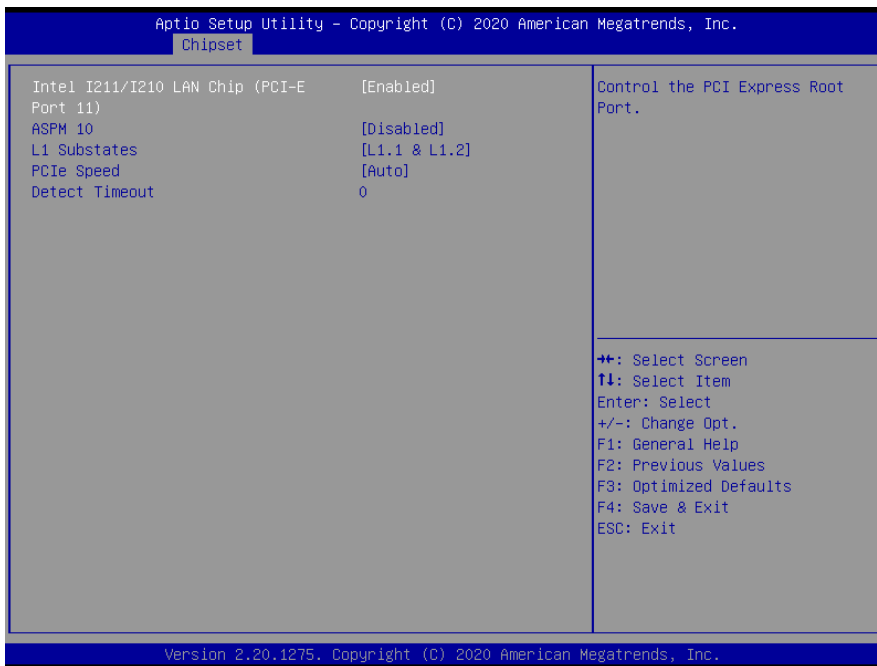 Aptio Setup Utility – Copyright (C) 2020 American Megatrends, Inc.
Chipset
Intel I211/I210 LAN Chip (PCI-E Port 11) [Enabled]
ASPM 10 [Disabled]
L1 Substates [L1.1 & L1.2]
PCIe Speed [Auto]
Detect Timeout 0
Control the PCI Express Root
Port.
→←: Select Screen
↑↓: Select Item
Enter: Select
+/-: Change Opt.
F1: General Help
F2: Previous Values
F3: Optimized Defaults
F4: Save & Exit
ESC: Exit
Version 2.20.1275. Copyright (C) 2020 American Megatrends, Inc.